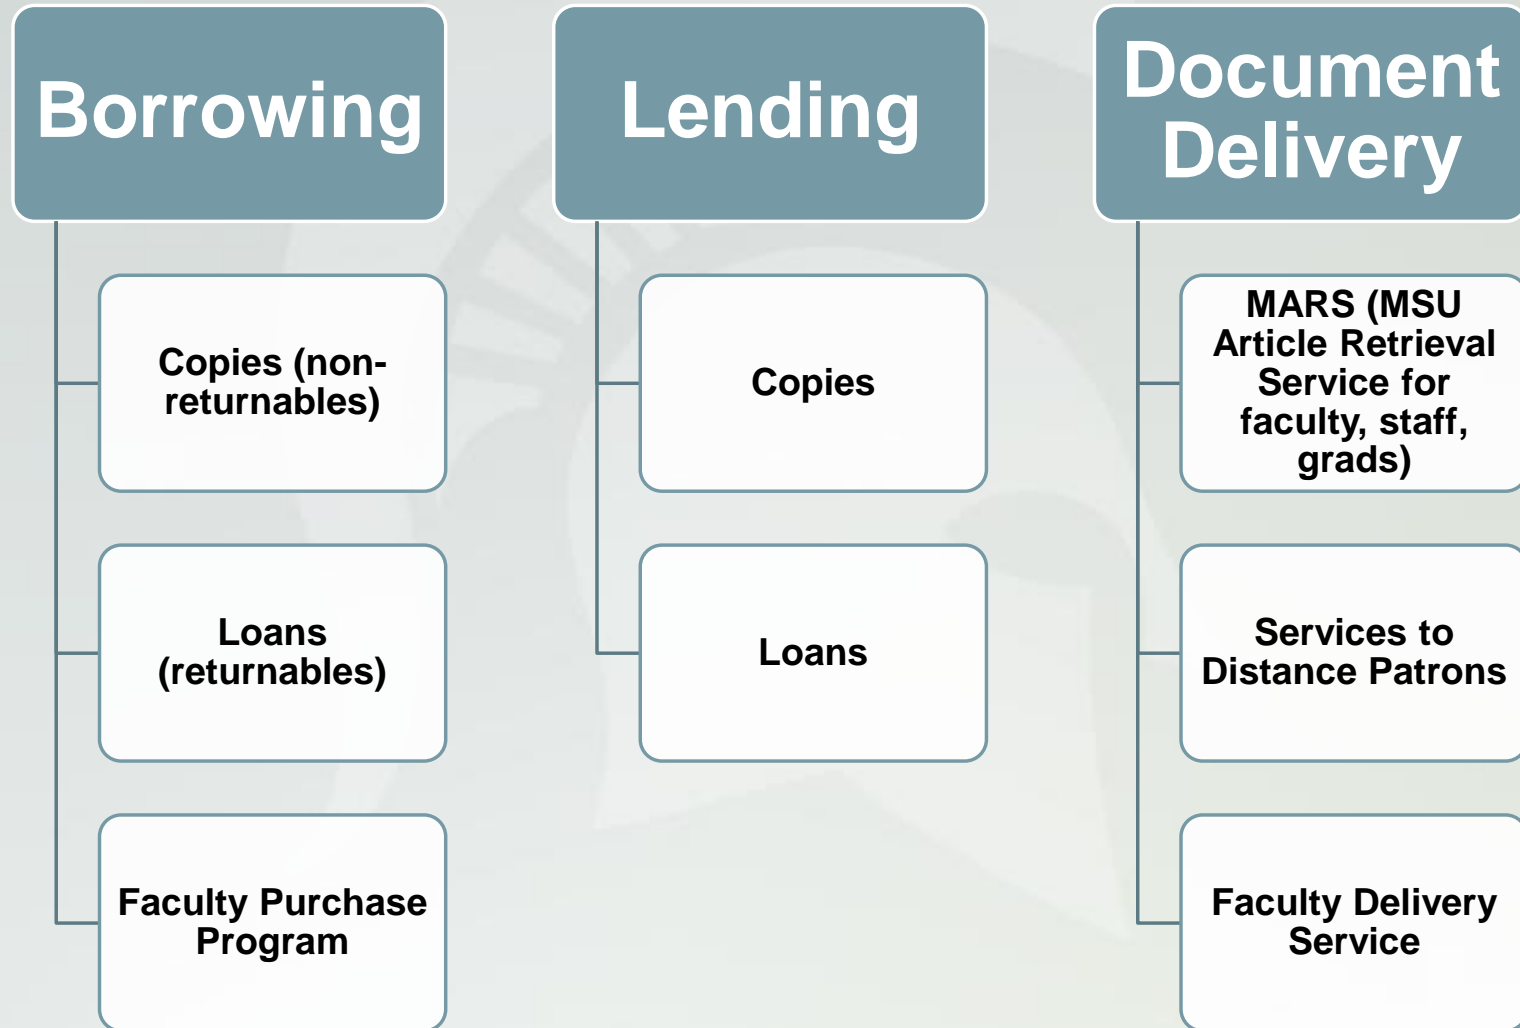 Borrowing
Copies (non-
returnables)
Loans
(returnables)
Faculty Purchase
Program
Lending
Copies
Loans
Document
Delivery
MARS (MSU
Article Retrieval
Service for
faculty, staff,
grads)
Services to
Distance Patrons
Faculty Delivery
Service